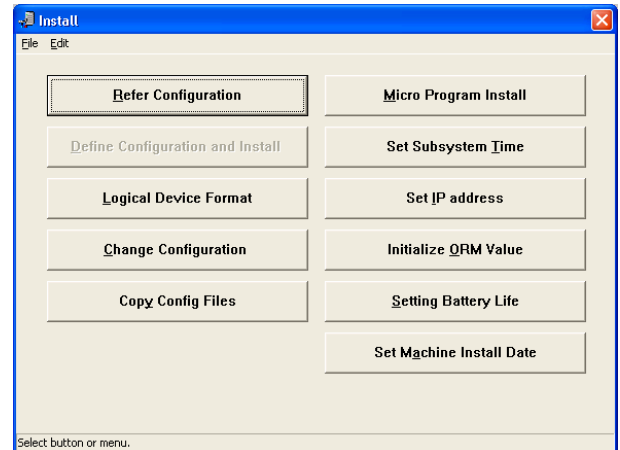 Install
File Edit
Refer Configuration
Micro Program Install
Define Configuration and Install
Set Subsystem Time
Logical Device Format
Set IP address
Change Configuration
Initialize ORM Value
Copy Config Files
Setting Battery Life
Set Machine Install Date
Select button or menu.